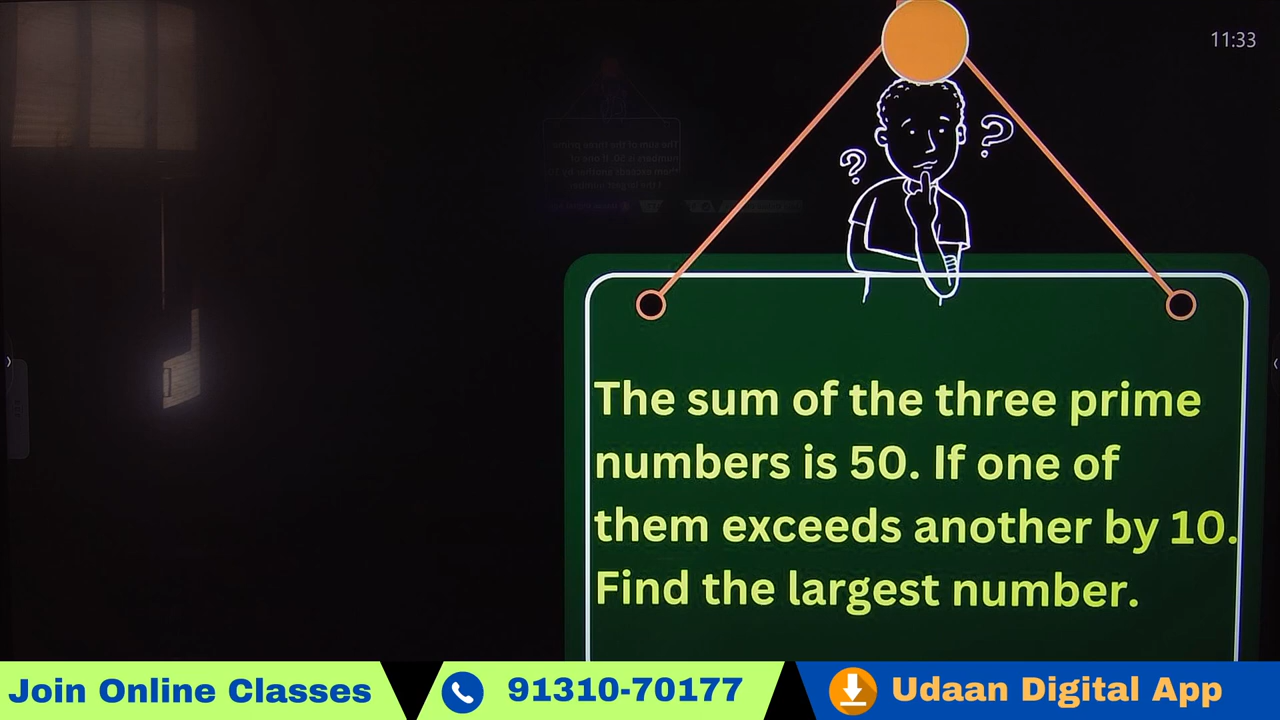 11:33
The sum of the three prime
numbers is 50. If one of
them exceeds another by 10.
Find the largest number.
Join Online Classes
91310-70177
Udaan Digital App